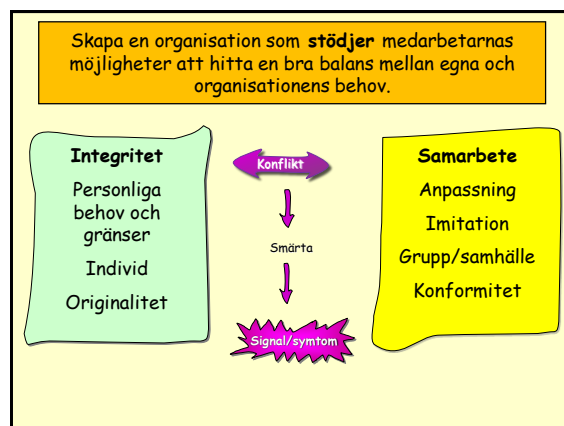 Skapa en organisation som stödjer medarbetarnas
möjligheter att hitta en bra balans mellan egna och
organisationens behov.
Integritet
Personliga
behov och
gränser
Individ
Originalitet
Konflikt
Smärta
Signal/symtom
Samarbete
Anpassning
Imitation
Grupp/samhälle
Konformitet